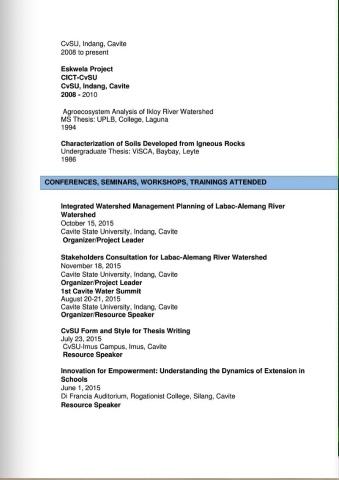 CvSU, Indang, Cavite
2008 to present
Eskwela Project
CICT-CvSU
CvSU, Indang, Cavite
2008 - 2010
Agroecosystem Analysis of Ikloy River Watershed
MS Thesis: UPLB, College, Laguna
1994
Characterization of Soils Developed from Igneous Rocks
Undergraduate Thesis: ViSCA, Baybay, Leyte
1986
CONFERENCES, SEMINARS, WORKSHOPS, TRAININGS ATTENDED
Integrated Watershed Management Planning of Labac-Alemang River
Watershed
October 15, 2015
Cavite State University, Indang, Cavite
Organizer/Project Leader
Stakeholders Consultation for Labac-Alemang River Watershed
November 18, 2015
Cavite State University, Indang, Cavite
Organizer/Project Leader
1st Cavite Water Summit
August 20-21, 2015
Cavite State University, Indang, Cavite
Organizer/Resource Speaker
CvSU Form and Style for Thesis Writing
July 23, 2015
CvSU-Imus Campus, Imus, Cavite
Resource Speaker
Innovation for Empowerment: Understanding the Dynamics of Extension in
Schools
June 1, 2015
Di Francia Auditorium, Rogationist College, Silang, Cavite
Resource Speaker